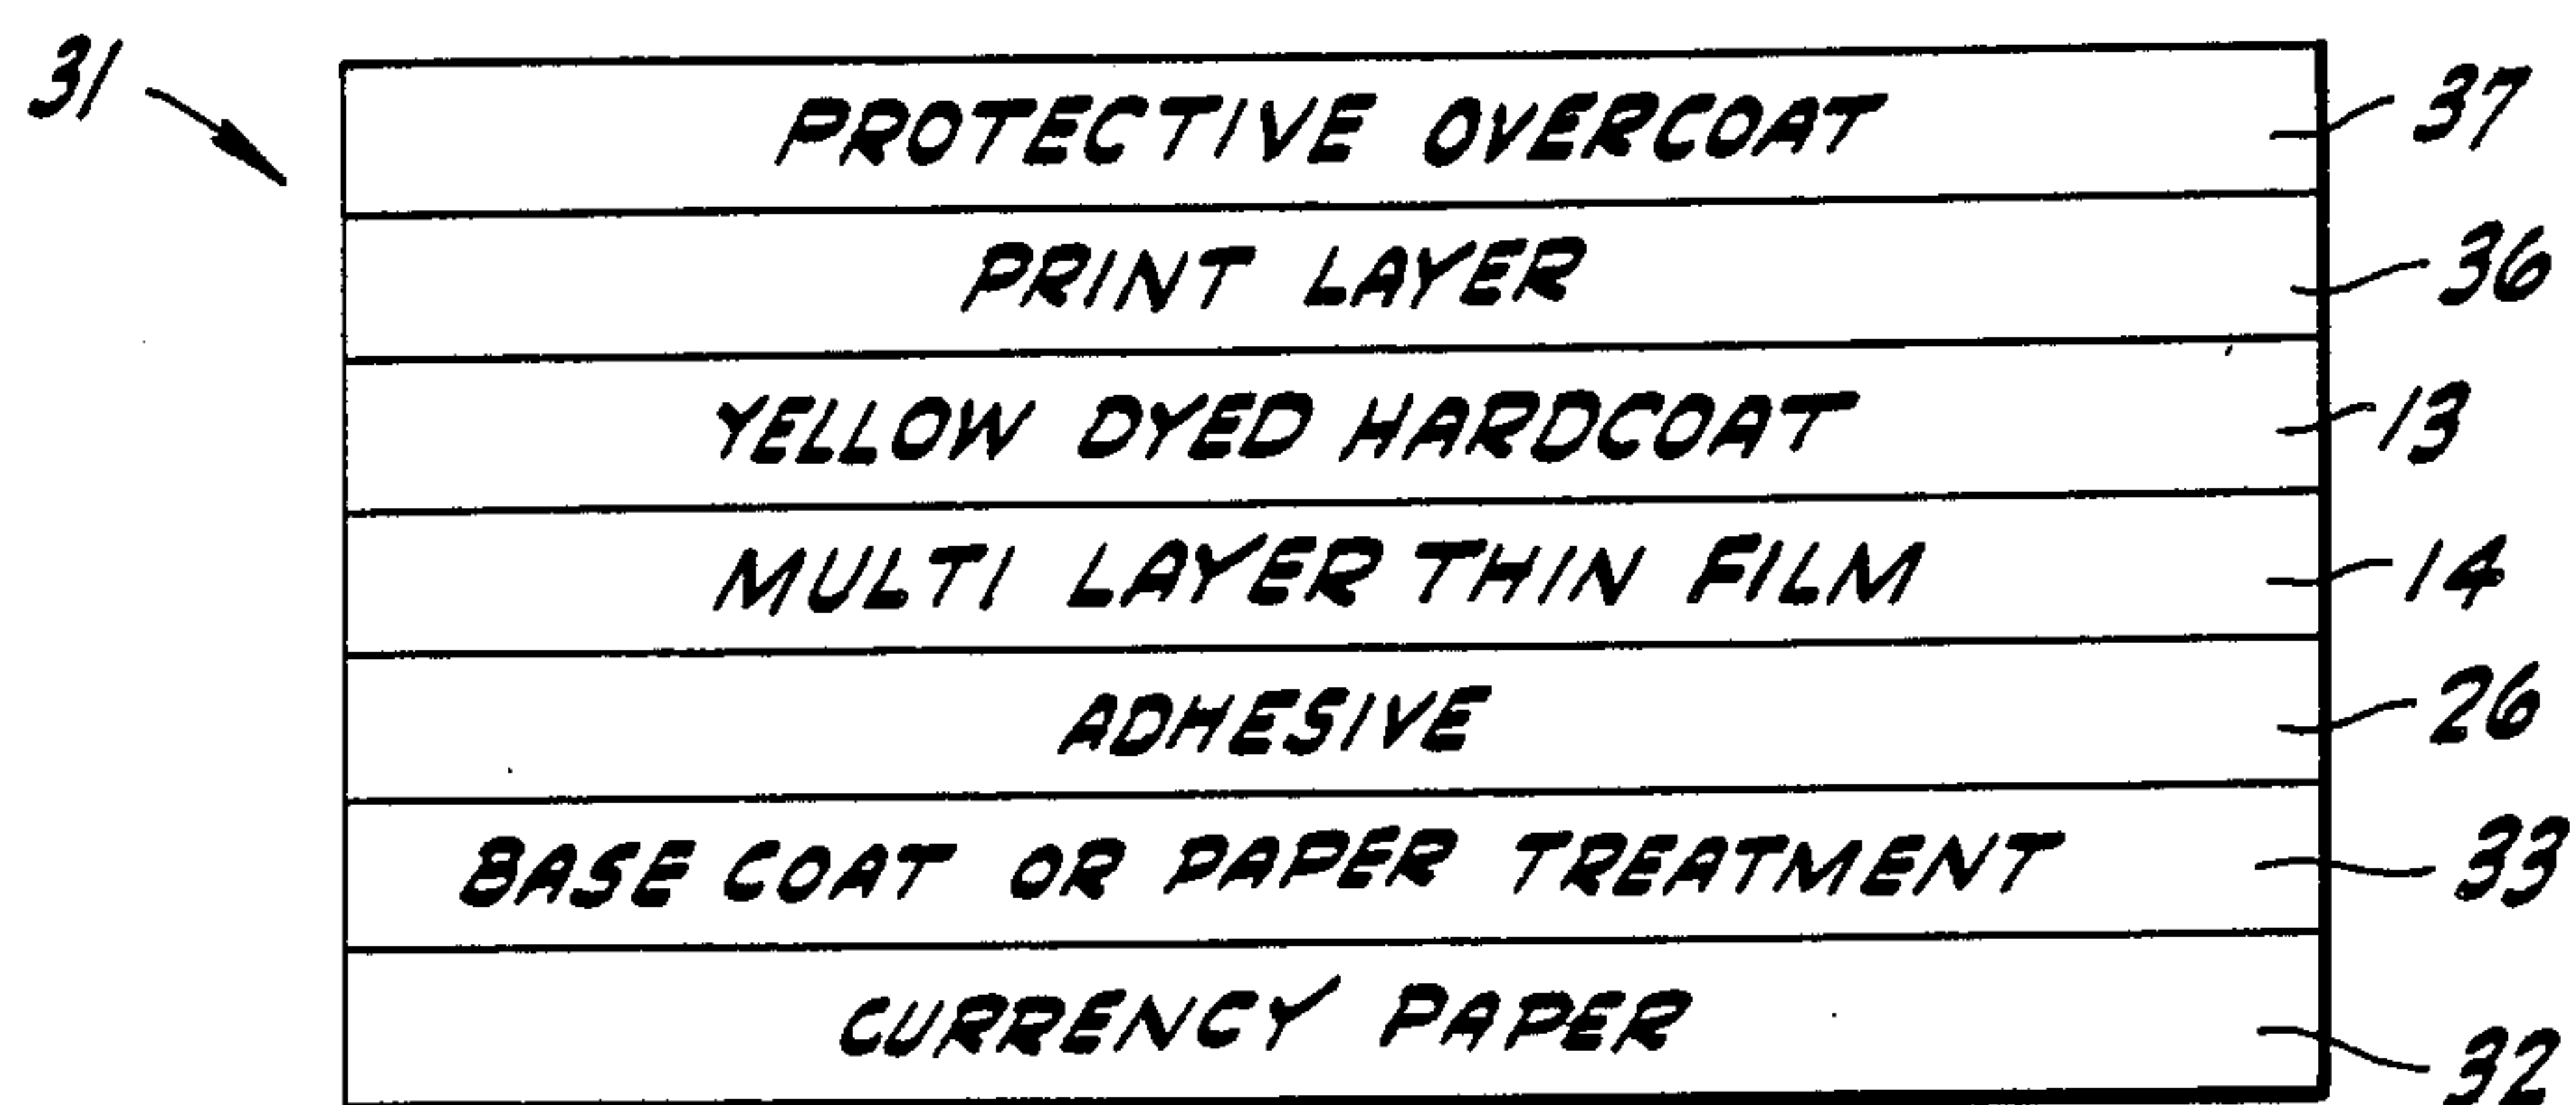 31
PROTECTIVE OVERCOAT 37
PRINT LAYER 36
YELLOW DYED HARDCOAT 13
MULTI LAYER THIN FILM 14
ADHESIVE 26
BASE COAT OR PAPER TREATMENT 33
CURRENCY PAPER 32